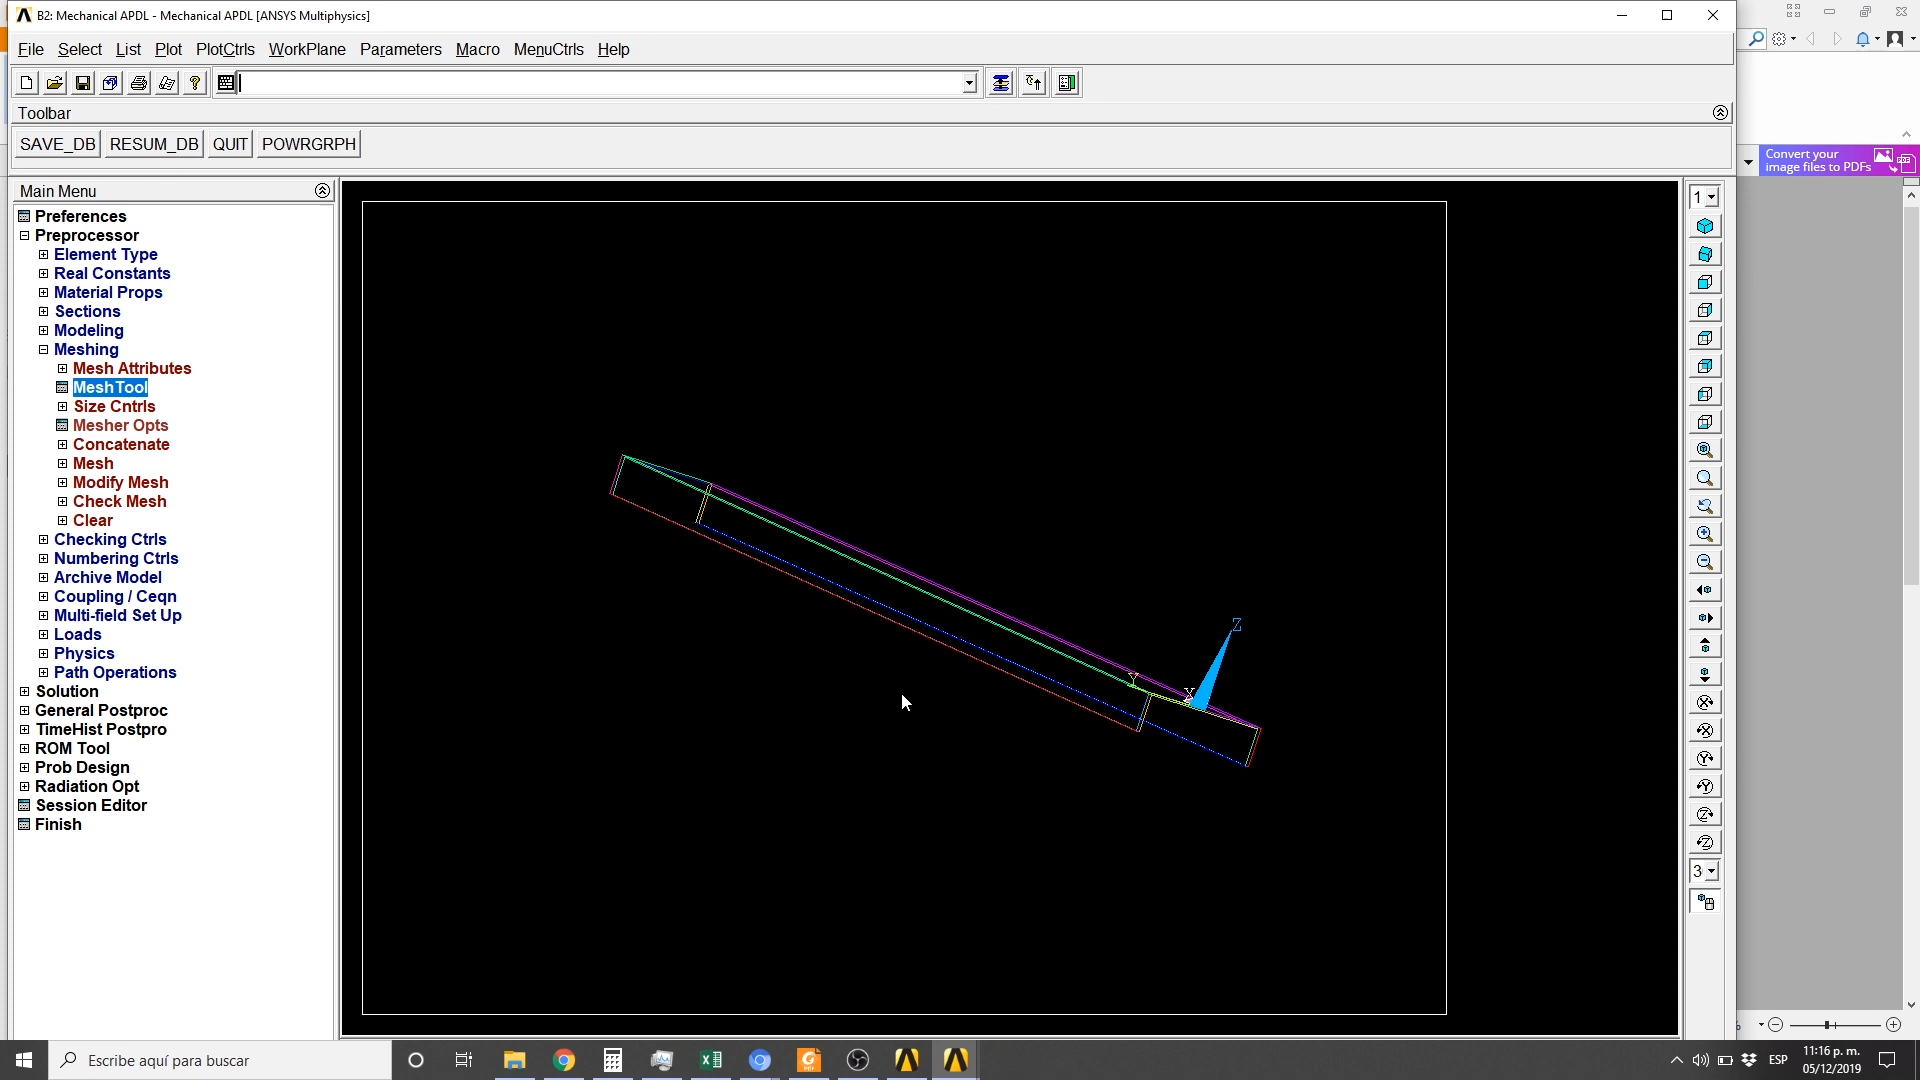 B2: Mechanical APDL - Mechanical APDL [ANSYS Multiphysics]
File Select List Plot PlotCtrls WorkPlane Parameters Macro MenuCtrls Help
Toolbar
SAVE_DB RESUM_DB QUIT POWRGRPH
Convert your
image files to PDFs
Main Menu
Preferences
Preprocessor
Element Type
Real Constants
Material Props
Sections
Modeling
Meshing
Mesh Attributes
MeshTool
Size Cntrls
Mesher Opts
Concatenate
Mesh
Modify Mesh
Check Mesh
Clear
Checking Ctrls
Numbering Ctrls
Archive Model
Coupling / Ceqn
Multi-field Set Up
Loads
Physics
Path Operations
Solution
General Postproc
TimeHist Postpro
ROM Tool
Prob Design
Radiation Opt
Session Editor
Finish
Z
Y
X
1
3
Escribe aquí para buscar
ESP
11:16 p. m.
05/12/2019